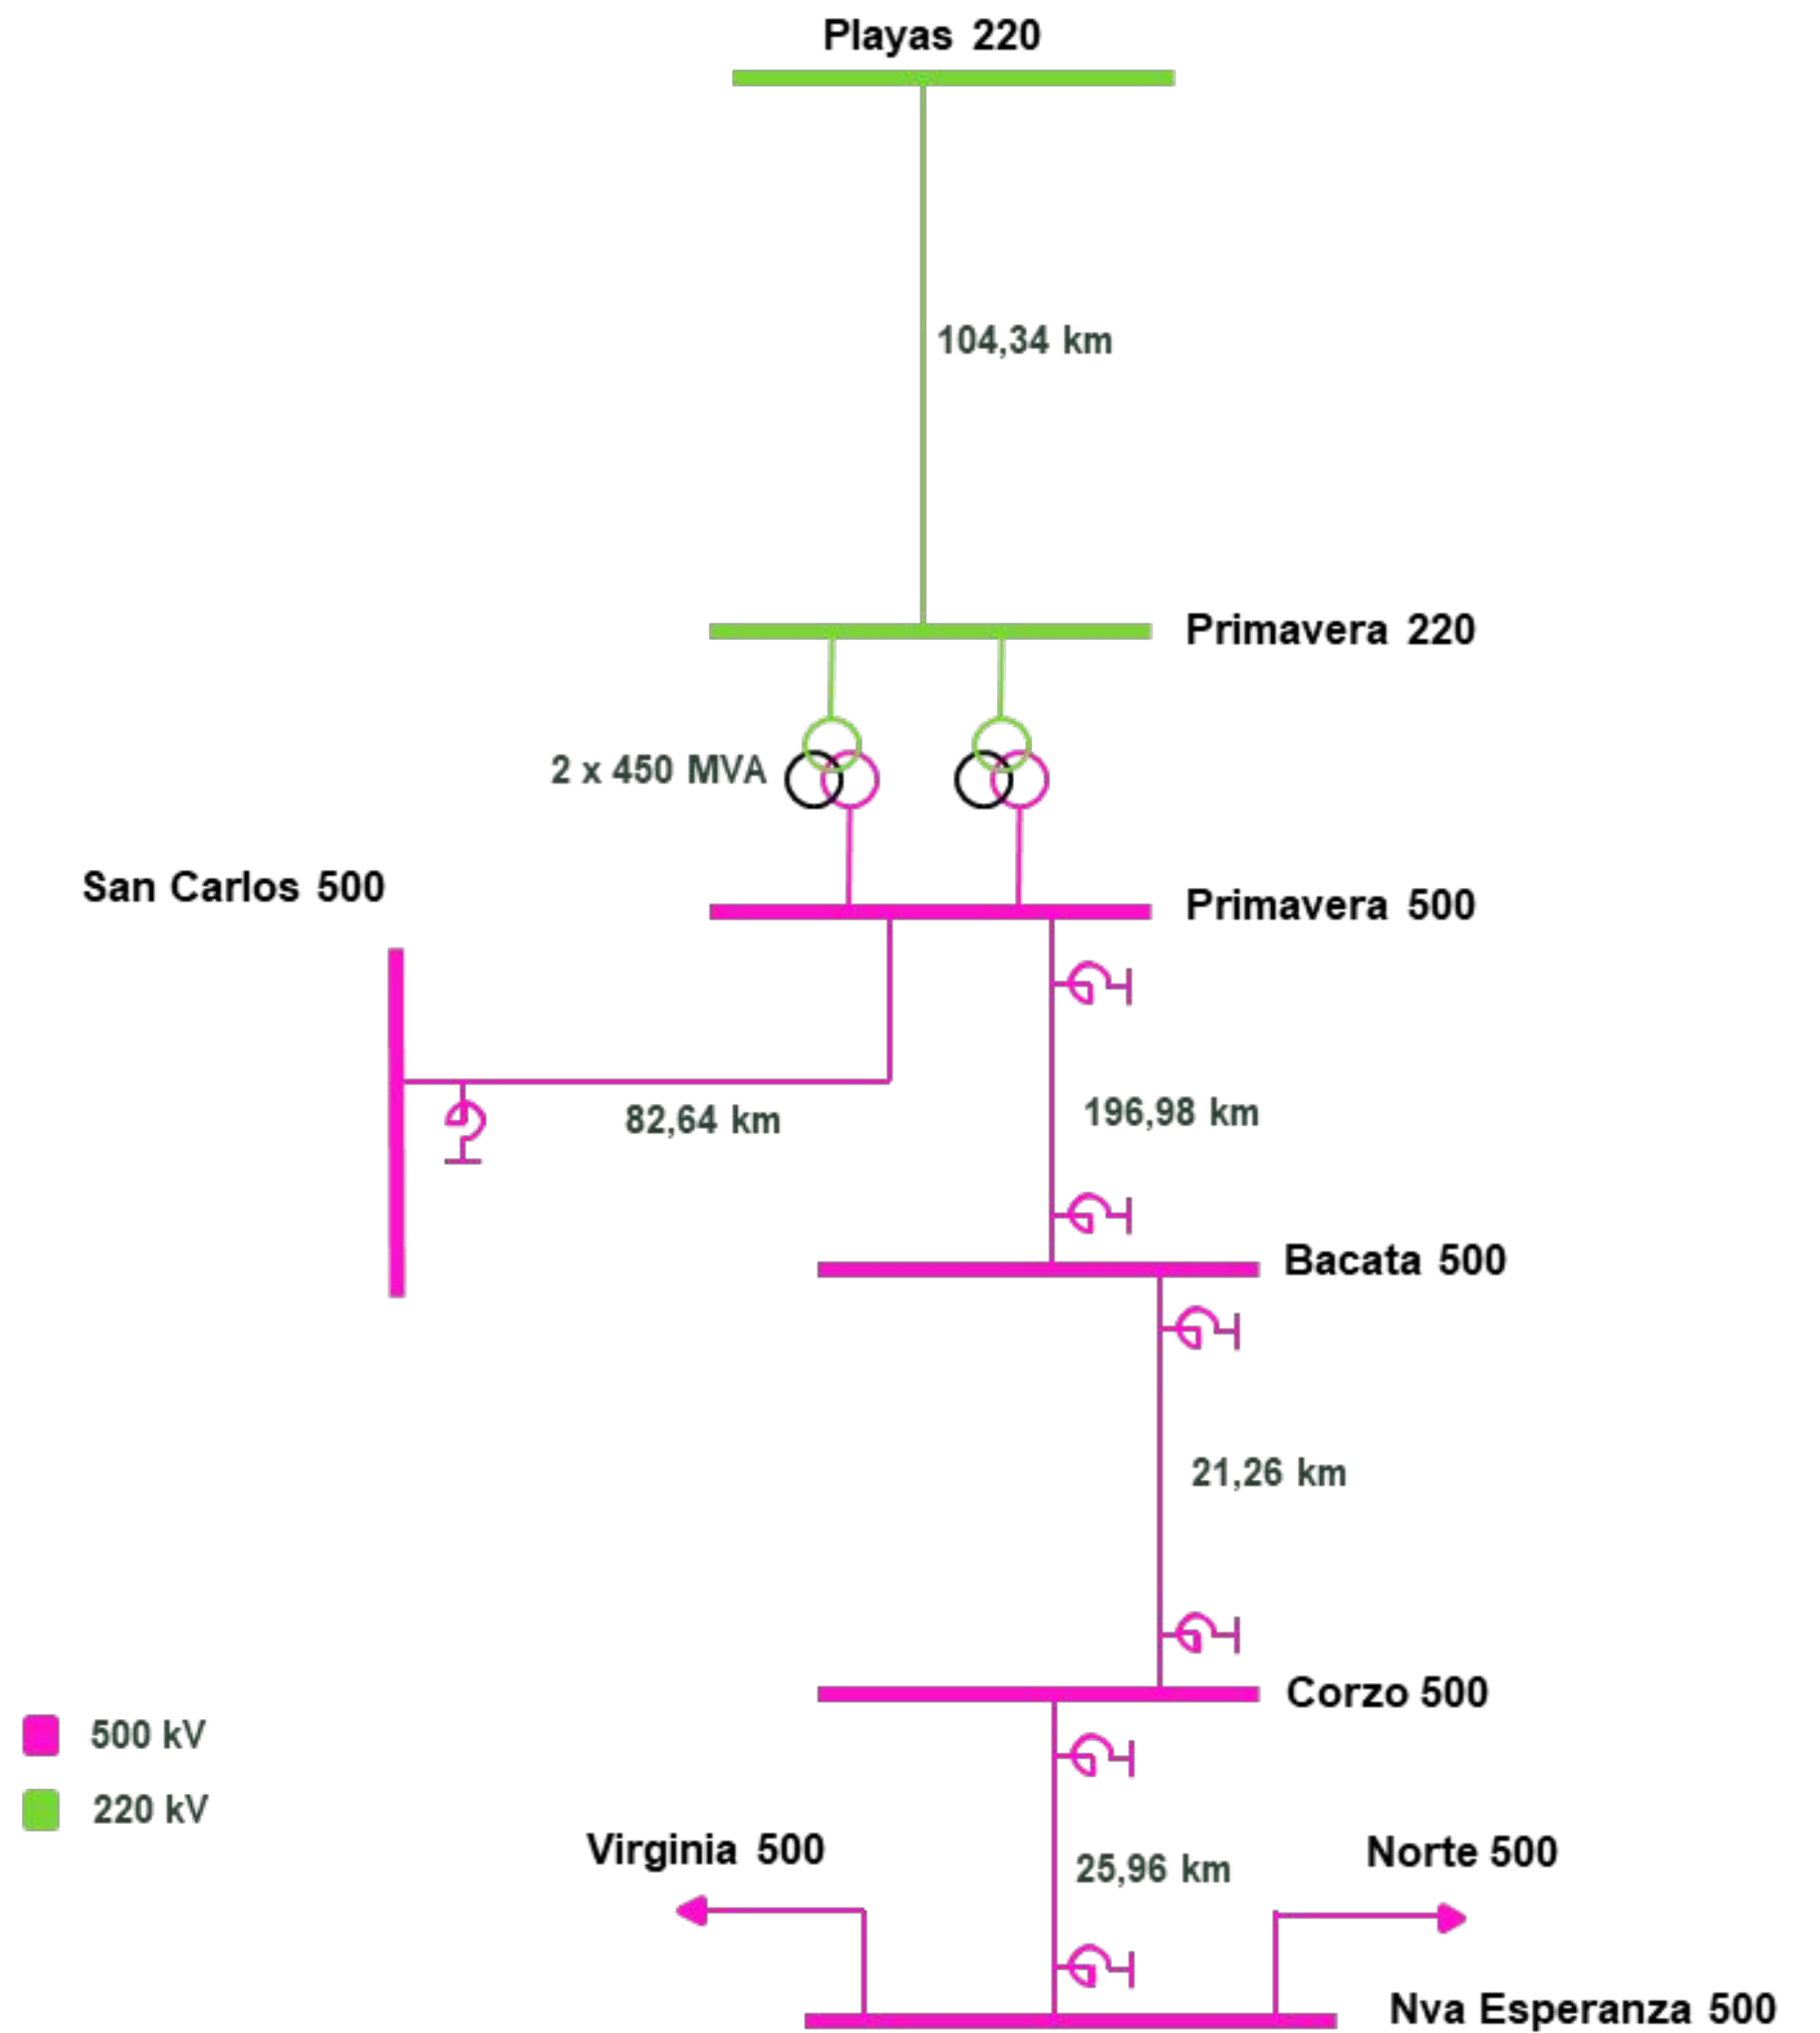 Playas 220
104,34 km
Primavera 220
2 x 450 MVA
San Carlos 500
Primavera 500
82,64 km
196,98 km
Bacata 500
21,26 km
Corzo 500
500 kV
220 kV
Virginia 500
25,96 km
Norte 500
Nva Esperanza 500